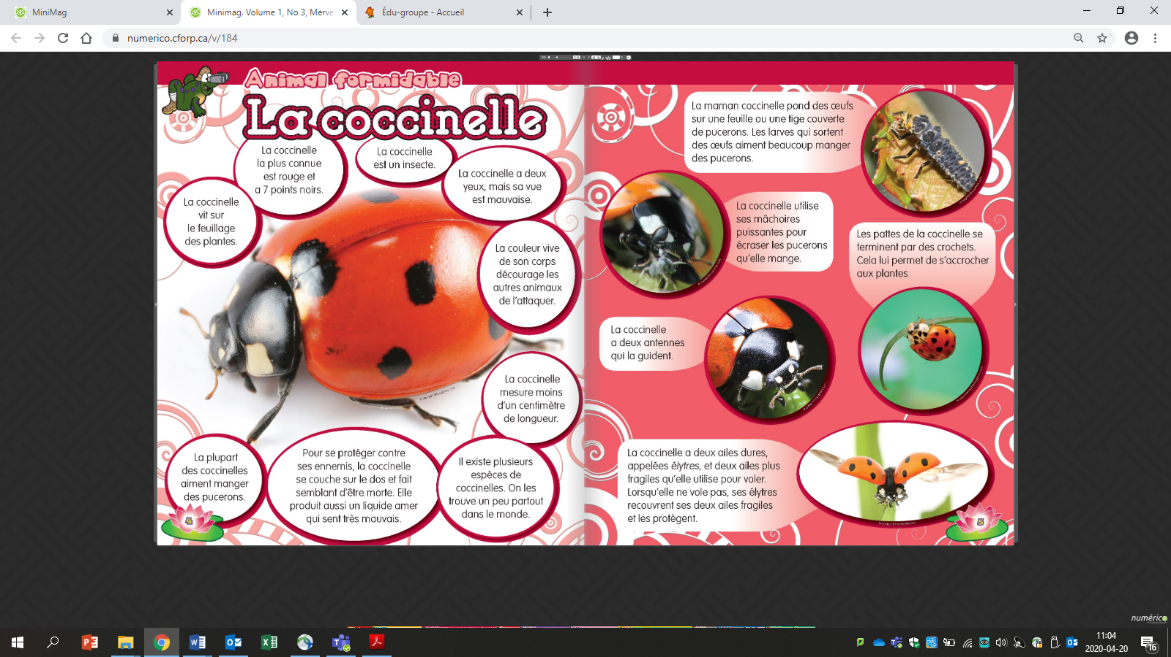 MiniMag
Minimag. Volume 1, No 3, Merve
Édu-groupe - Accueil
numerico.cforp.ca/v/184
Animal formidable
La coccinelle
La coccinelle
vit sur
le feuillage
des plantes.
La coccinelle
la plus connue
est rouge et
a 7 points noirs.
La coccinelle
est un insecte.
La coccinelle a deux
yeux, mais sa vue
est mauvaise.
La couleur vive
de son corps
décourage les
autres animaux
de l'attaquer.
La coccinelle
mesure moins
d'un centimètre
de longueur.
La plupart
des coccinelles
aiment manger
des pucerons.
Pour se protéger contre
ses ennemis, la coccinelle
se couche sur le dos et fait
semblant d'être morte. Elle
produit aussi un liquide amer
qui sent très mauvais.
Il existe plusieurs
espèces de
coccinelles. On les
trouve un peu partout
dans le monde.
La maman coccinelle pond des œufs
sur une feuille ou une tige couverte
de pucerons. Les larves qui sortent
des œufs aiment beaucoup manger
des pucerons.
La coccinelle utilise
ses mâchoires
puissantes pour
écraser les pucerons
qu'elle mange.
Les pattes de la coccinelle se
terminent par des crochets.
Cela lui permet de s'accrocher
aux plantes.
La coccinelle
a deux antennes
qui la guident.
La coccinelle a deux ailes dures,
appelées élytres, et deux ailes plus
fragiles qu'elle utilise pour voler.
Lorsqu'elle ne vole pas, ses élytres
recouvrent ses deux ailes fragiles
et les protègent.
numérico
11:04
2020-04-20
16